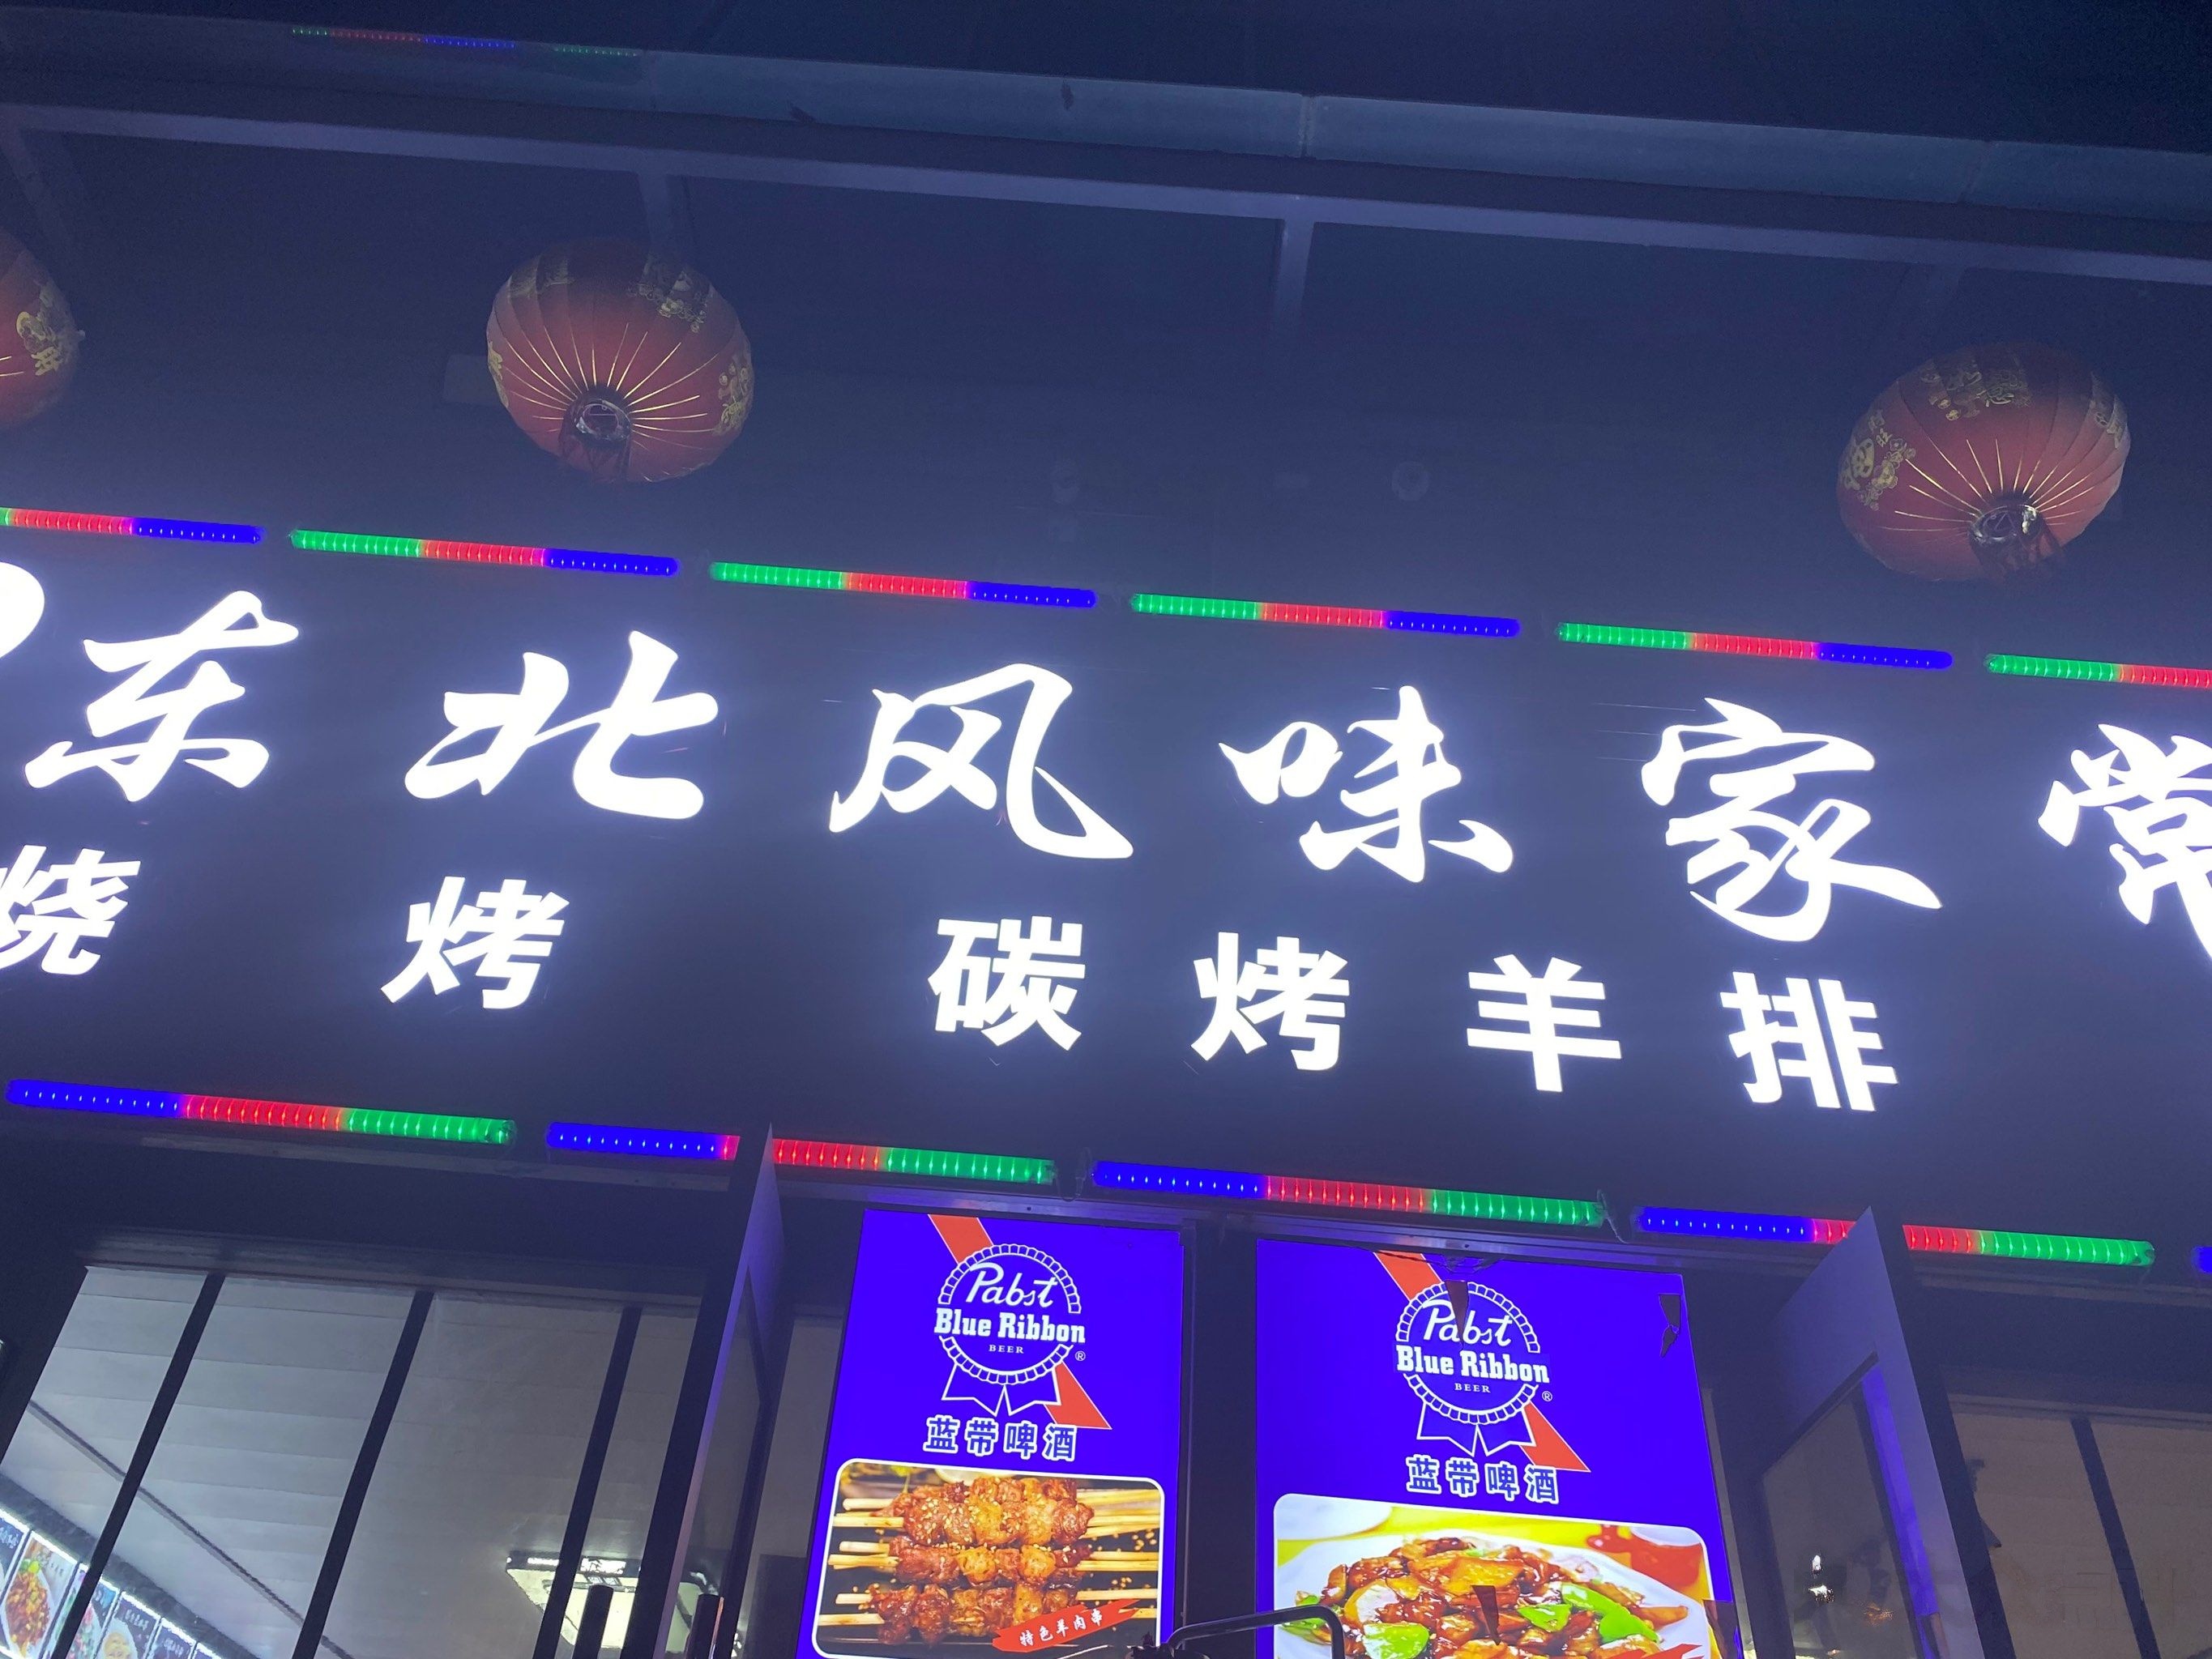 东北风味家常
烧烤 碳烤羊排
Pabst
Blue Ribbon
BEER
®
蓝带啤酒
特色羊肉串
Pabst
Blue Ribbon
BEER
®
蓝带啤酒